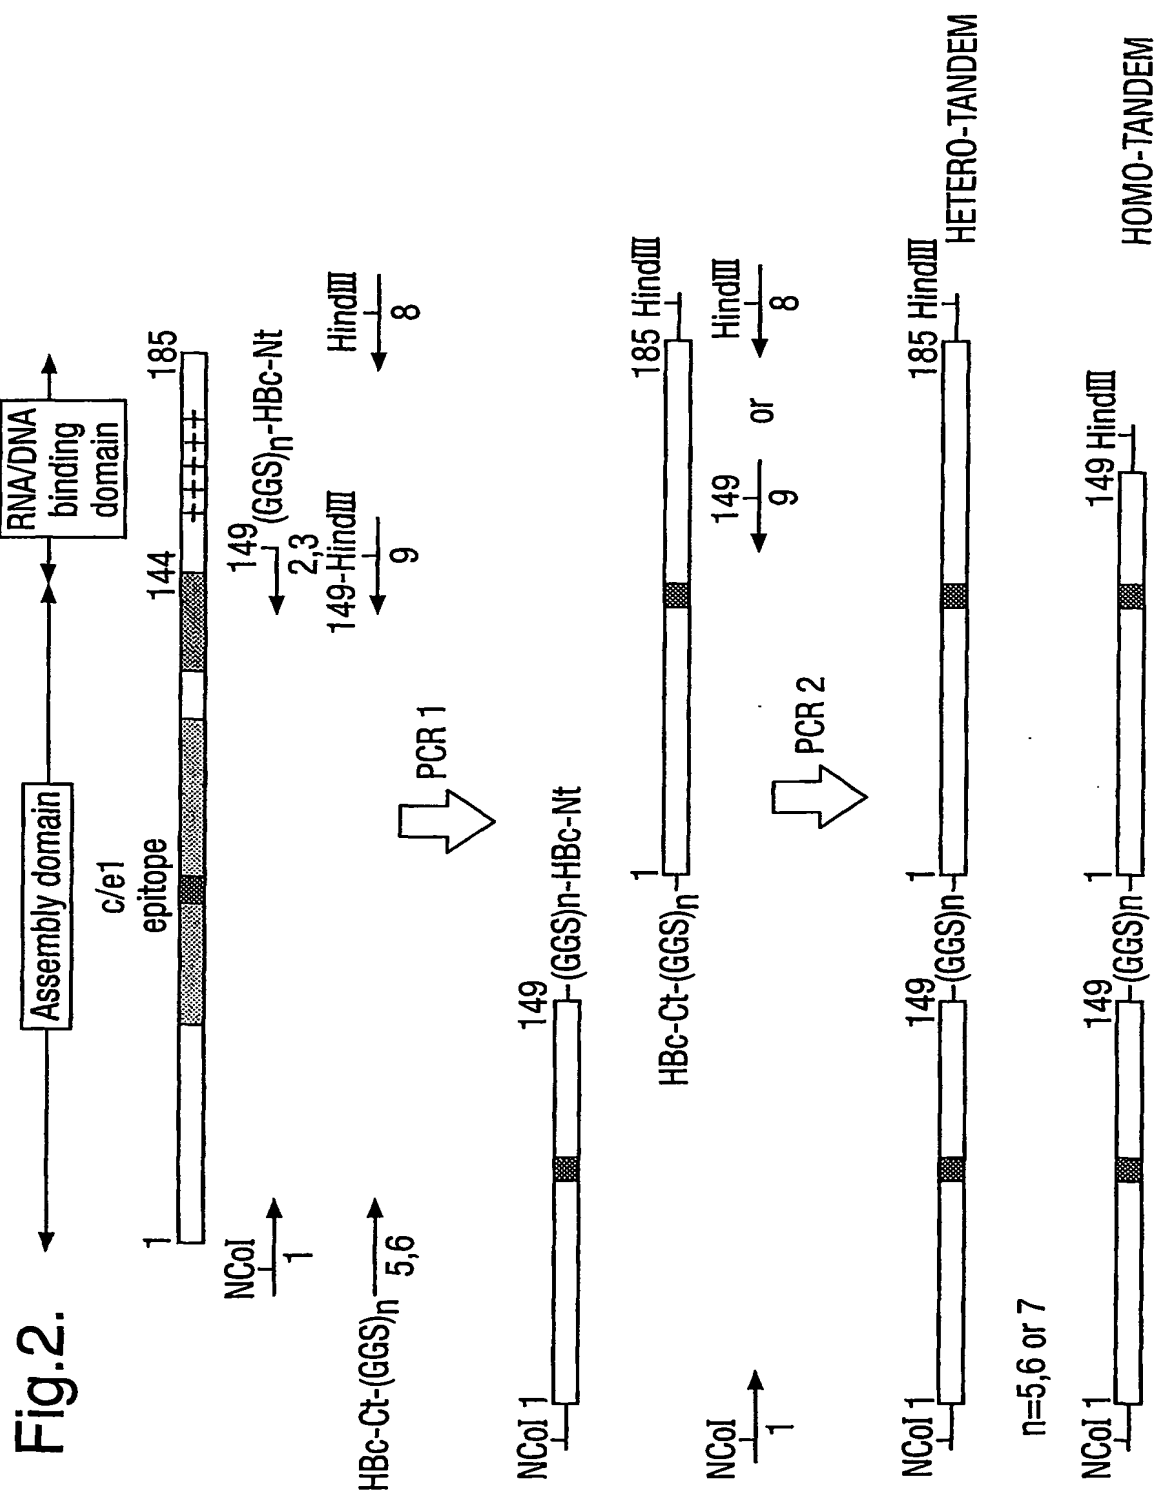 Fig.2.
Assembly domain
RNA/DNA
binding
domain
c/e1
epitope
1
144
185
NCoI
1
149
(GGS)n-HBc-Nt
2,3
HBc-Ct-(GGS)n
5,6
149-HindIII
9
HindIII
8
PCR 1
NCoI 1
149
(GGS)n-HBc-Nt
HBc-Ct-(GGS)n
1
185 HindIII
NCoI
1
149
9
or
HindIII
8
PCR 2
NCoI 1
149
(GGS)n
1
185 HindIII
HETERO-TANDEM
n=5,6 or 7
NCoI 1
149
(GGS)n
1
149 HindIII
HOMO-TANDEM